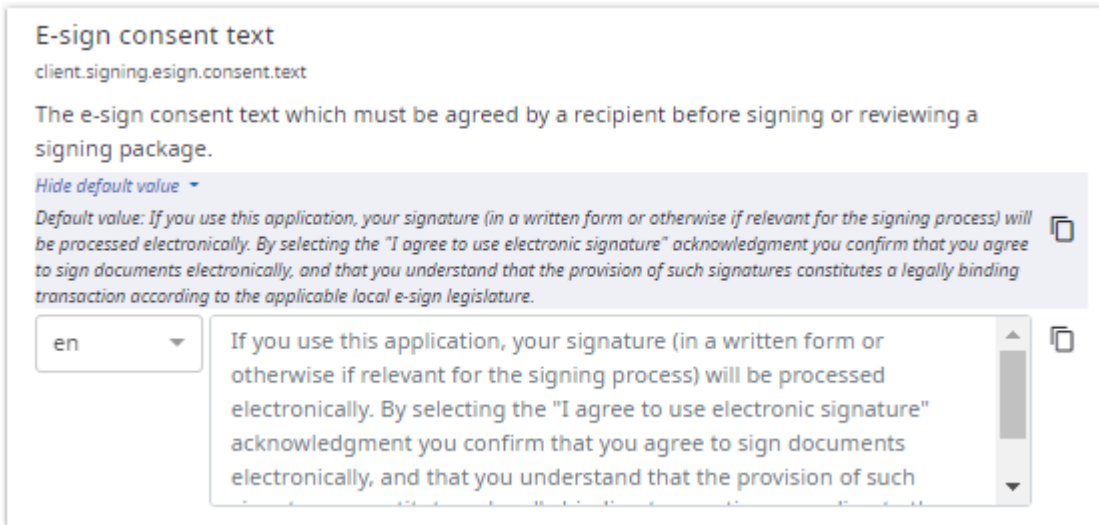 E-sign consent text
client.signing.esign.consent.text
The e-sign consent text which must be agreed by a recipient before signing or reviewing a
signing package.
Hide default value
Default value: If you use this application, your signature (in a written form or otherwise if relevant for the signing process) will
be processed electronically. By selecting the "I agree to use electronic signature" acknowledgment you confirm that you agree
to sign documents electronically, and that you understand that the provision of such signatures constitutes a legally binding
transaction according to the applicable local e-sign legislature.
en
If you use this application, your signature (in a written form or
otherwise if relevant for the signing process) will be processed
electronically. By selecting the "I agree to use electronic signature"
acknowledgment you confirm that you agree to sign documents
electronically, and that you understand that the provision of such